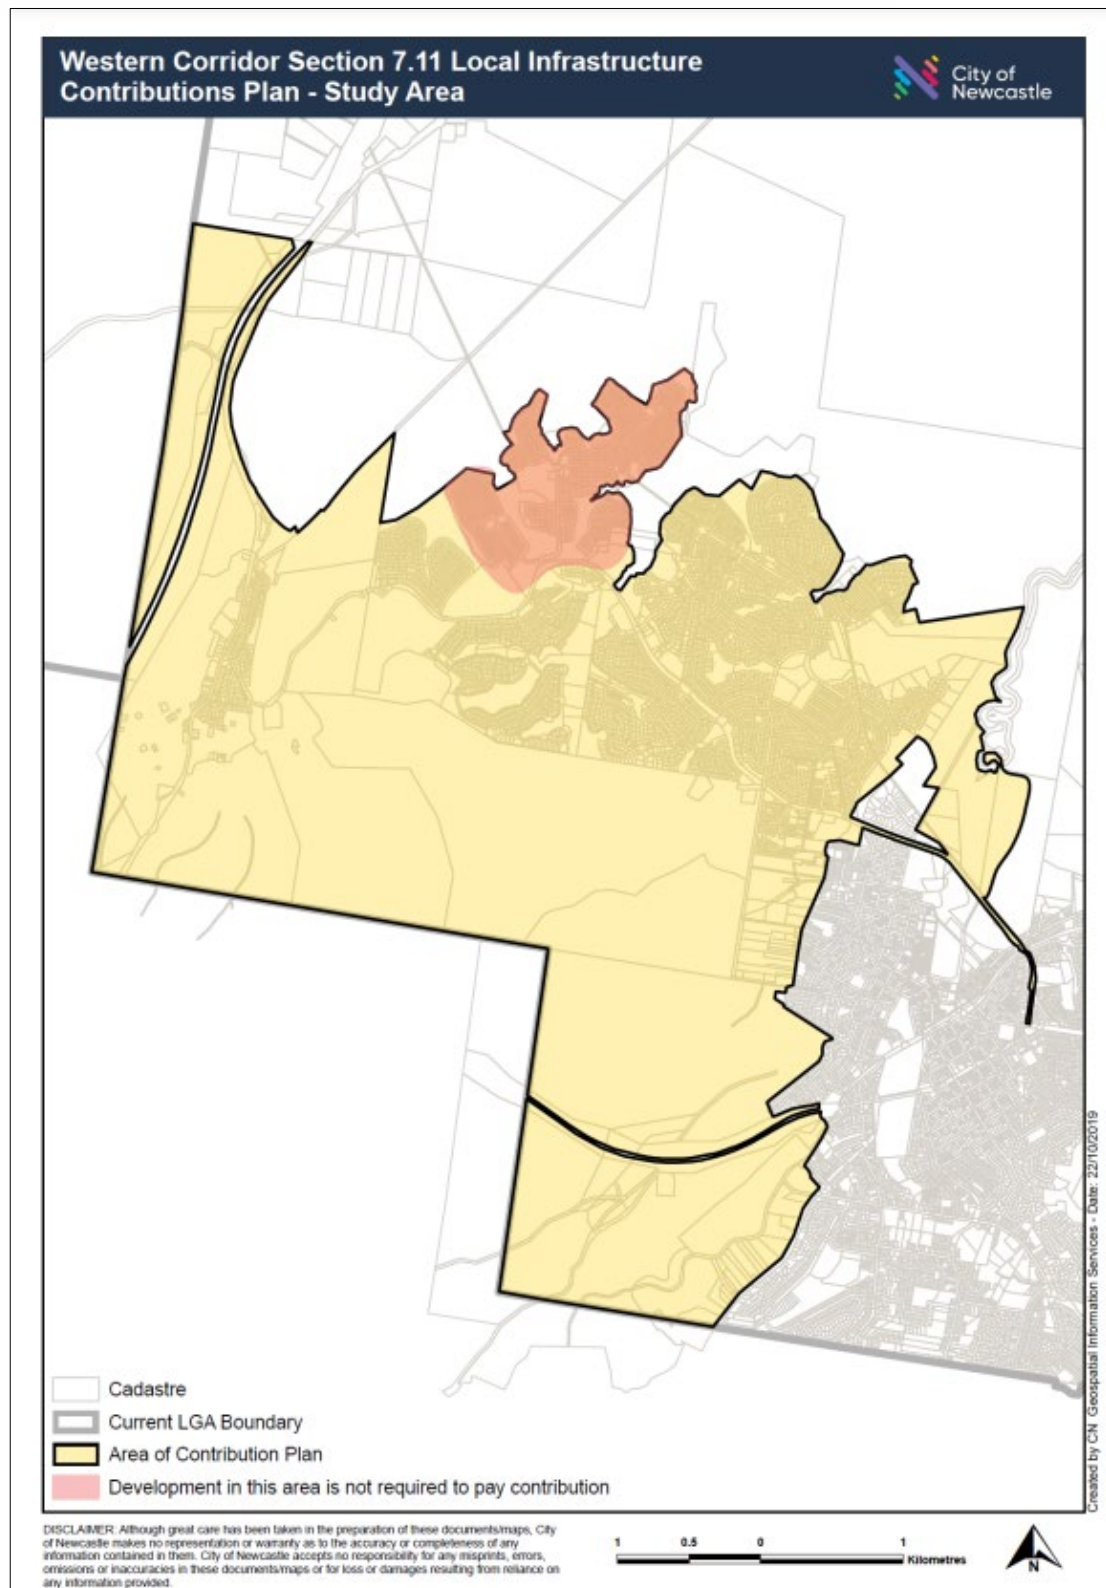 Western Corridor Section 7.11 Local Infrastructure
Contributions Plan - Study Area
City of
Newcastle
Cadastre
Current LGA Boundary
Area of Contribution Plan
Development in this area is not required to pay contribution
Created by CN Geospatial Information Services - Date: 22/10/2019
DISCLAIMER: Although great care has been taken in the preparation of these documents/maps, City
of Newcastle makes no representation or warranty as to the accuracy or completeness of any
information contained in them. City of Newcastle accepts no responsibility for any misprints, errors,
omissions or inaccuracies in these documents/maps or for loss or damages resulting from reliance on
any information provided.
1 0.5 0 1
Kilometres
N